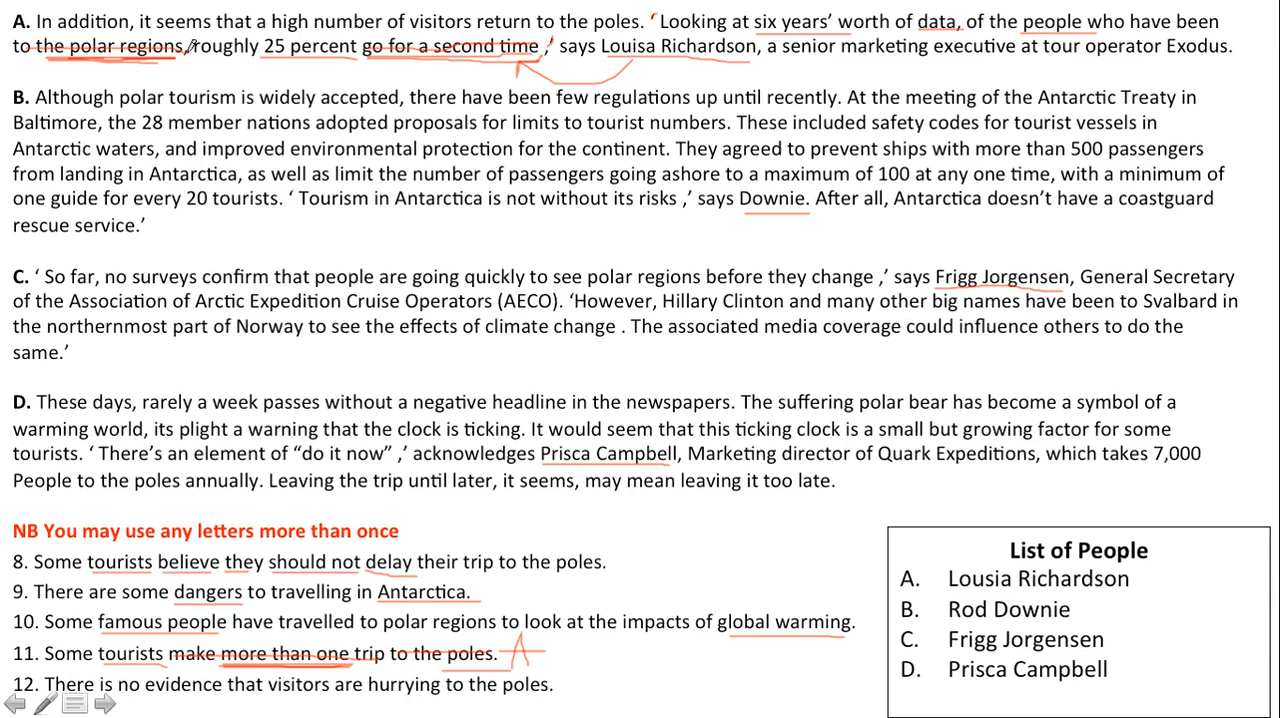 A. In addition, it seems that a high number of visitors return to the poles. ‘Looking at six years’ worth of data, of the people who have been
to the polar regions, roughly 25 percent go for a second time ,’ says Louisa Richardson, a senior marketing executive at tour operator Exodus.
B. Although polar tourism is widely accepted, there have been few regulations up until recently. At the meeting of the Antarctic Treaty in
Baltimore, the 28 member nations adopted proposals for limits to tourist numbers. These included safety codes for tourist vessels in
Antarctic waters, and improved environmental protection for the continent. They agreed to prevent ships with more than 500 passengers
from landing in Antarctica, as well as limit the number of passengers going ashore to a maximum of 100 at any one time, with a minimum of
one guide for every 20 tourists. ‘ Tourism in Antarctica is not without its risks ,’ says Downie. After all, Antarctica doesn’t have a coastguard
rescue service.’
C. ‘ So far, no surveys confirm that people are going quickly to see polar regions before they change ,’ says Frigg Jorgensen, General Secretary
of the Association of Arctic Expedition Cruise Operators (AECO). ‘However, Hillary Clinton and many other big names have been to Svalbard in
the northernmost part of Norway to see the effects of climate change . The associated media coverage could influence others to do the
same.’
D. These days, rarely a week passes without a negative headline in the newspapers. The suffering polar bear has become a symbol of a
warming world, its plight a warning that the clock is ticking. It would seem that this ticking clock is a small but growing factor for some
tourists. ‘ There’s an element of “do it now” ,’ acknowledges Prisca Campbell, Marketing director of Quark Expeditions, which takes 7,000
People to the poles annually. Leaving the trip until later, it seems, may mean leaving it too late.
NB You may use any letters more than once
8. Some tourists believe they should not delay their trip to the poles.
9. There are some dangers to travelling in Antarctica.
10. Some famous people have travelled to polar regions to look at the impacts of global warming.
11. Some tourists make more than one trip to the poles. A
12. There is no evidence that visitors are hurrying to the poles.
List of People
A. Lousia Richardson
B. Rod Downie
C. Frigg Jorgensen
D. Prisca Campbell